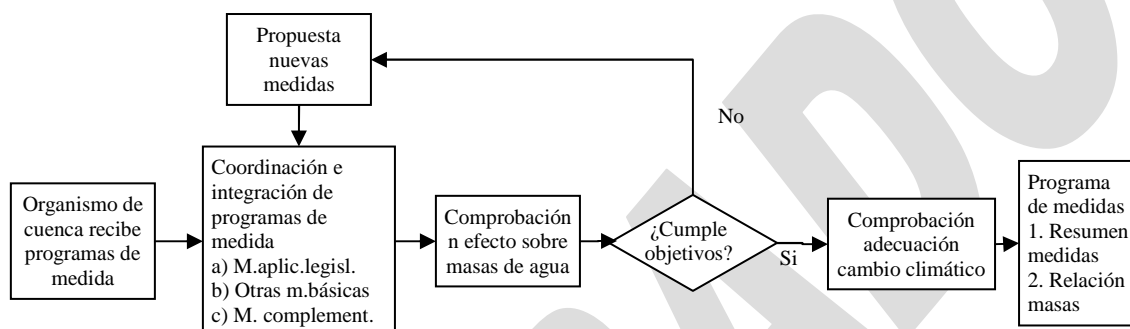 Propuesta
nuevas
medidas
No
Organismo de
cuenca recibe
programas de
medida
Coordinación e
integración de
programas de
medida
a) M.aplic.legisl.
b) Otras m.básicas
c) M. complement.
Comprobación
n efecto sobre
masas de agua
¿Cumple
objetivos?
Si
Comprobación
adecuación
cambio climático
Programa
de medidas
1. Resumen
medidas
2. Relación
masas